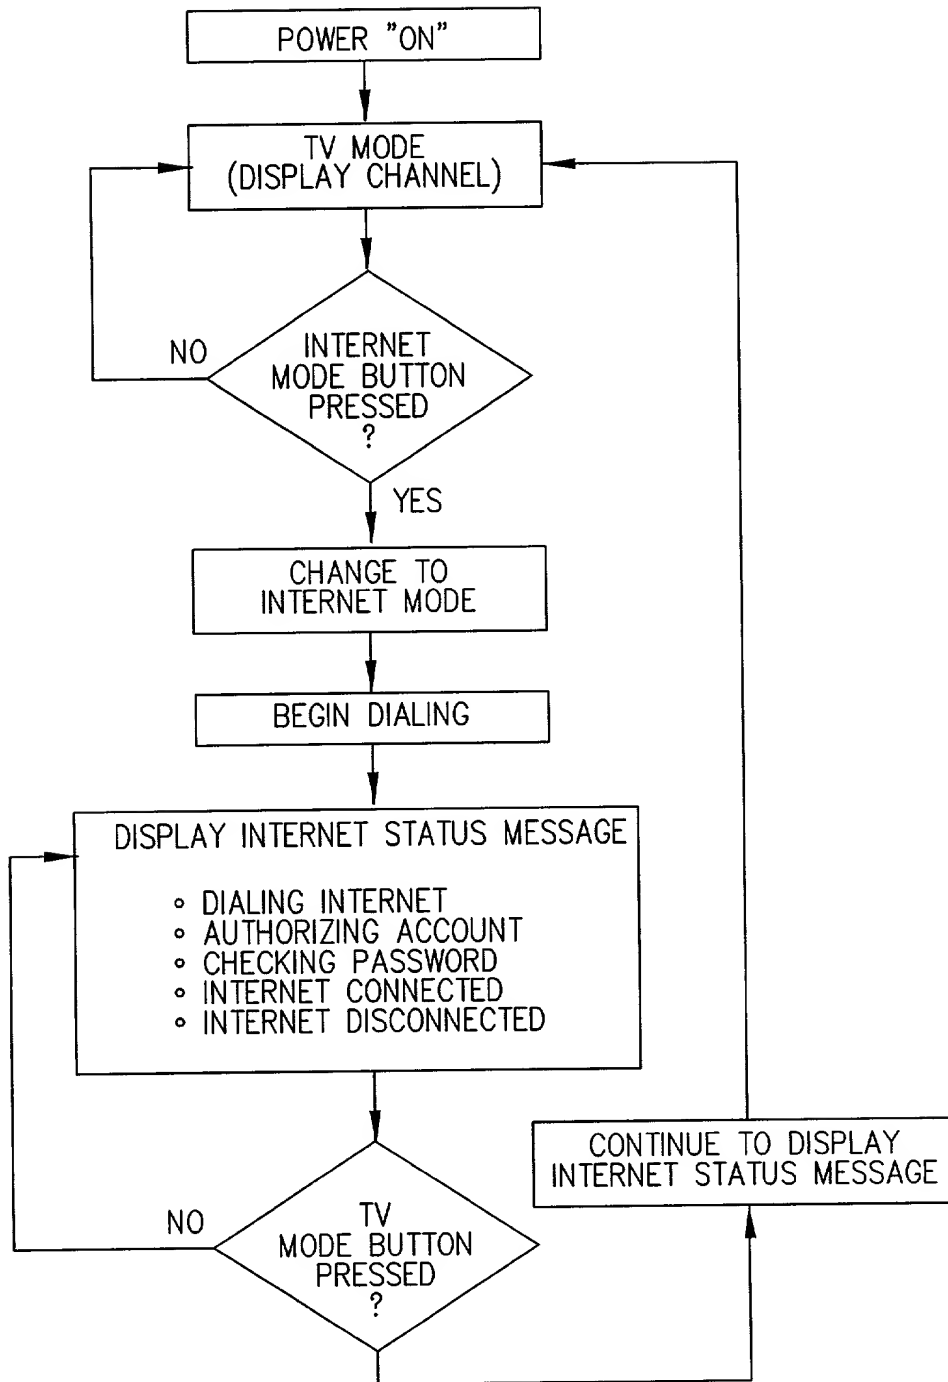 POWER "ON"
TV MODE
(DISPLAY CHANNEL)
NO
INTERNET
MODE BUTTON
PRESSED
?
YES
CHANGE TO
INTERNET MODE
BEGIN DIALING
DISPLAY INTERNET STATUS MESSAGE
∘ DIALING INTERNET
∘ AUTHORIZING ACCOUNT
∘ CHECKING PASSWORD
∘ INTERNET CONNECTED
∘ INTERNET DISCONNECTED
CONTINUE TO DISPLAY
INTERNET STATUS MESSAGE
NO
TV
MODE BUTTON
PRESSED
?